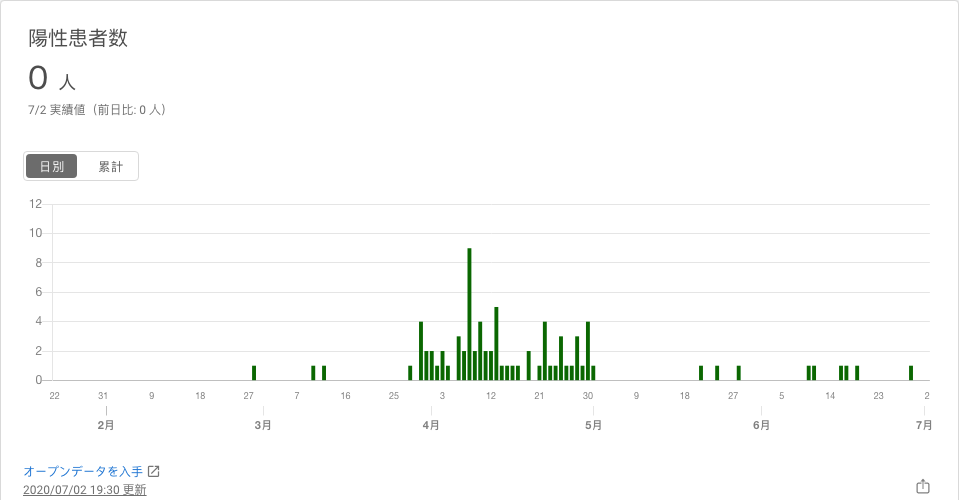 陽性患者数
0 人
7/2 実績値（前日比: 0 人）
日別 累計
12
10
8
6
4
2
0
22 31 9 18 27 7 16 25 3 12 21 30 9 18 27 5 14 23 2
2月 3月 4月 5月 6月 7月
オープンデータを入手
2020/07/02 19:30 更新